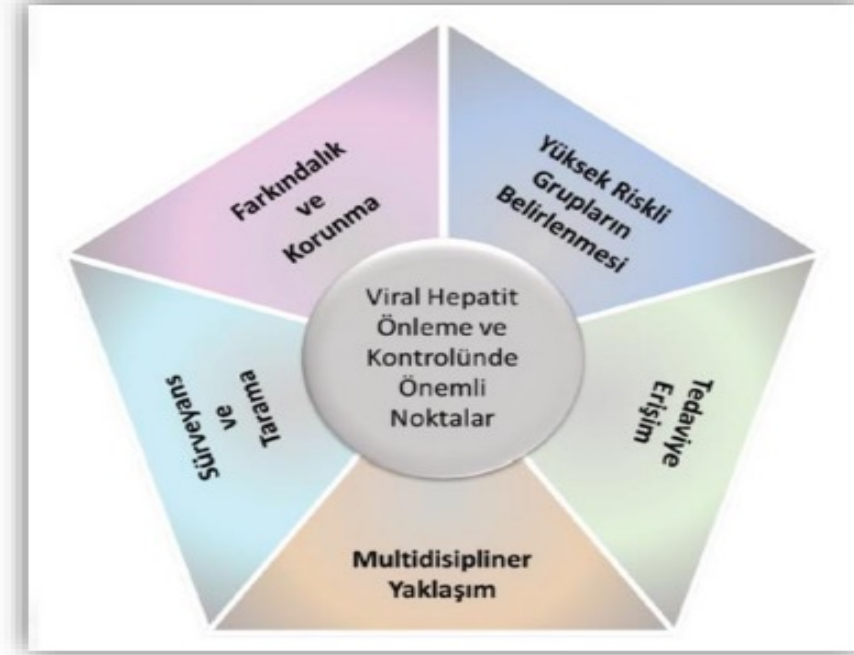 Farkındalık
ve
Korunma
Yüksek Riskli
Grupların
Belirlenmesi
Viral Hepatit
Önleme ve
Kontrolünde
Önemli
Noktalar
Tarama
ve
Sürveyans
Tedaviye
Erişim
Multidisipliner
Yaklaşım